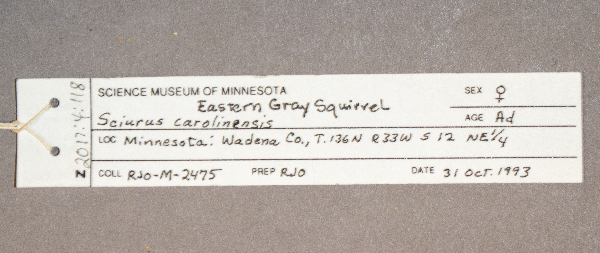 Z 2017:4:118
SCIENCE MUSEUM OF MINNESOTA
Eastern Gray Squirrel
Sciurus carolinensis
SEX ♀
AGE Ad
LOC Minnesota: Wadena Co., T.136N R33W S 12 NE1/4
COLL RJO-M-2475 PREP RJO DATE 31 Oct. 1993